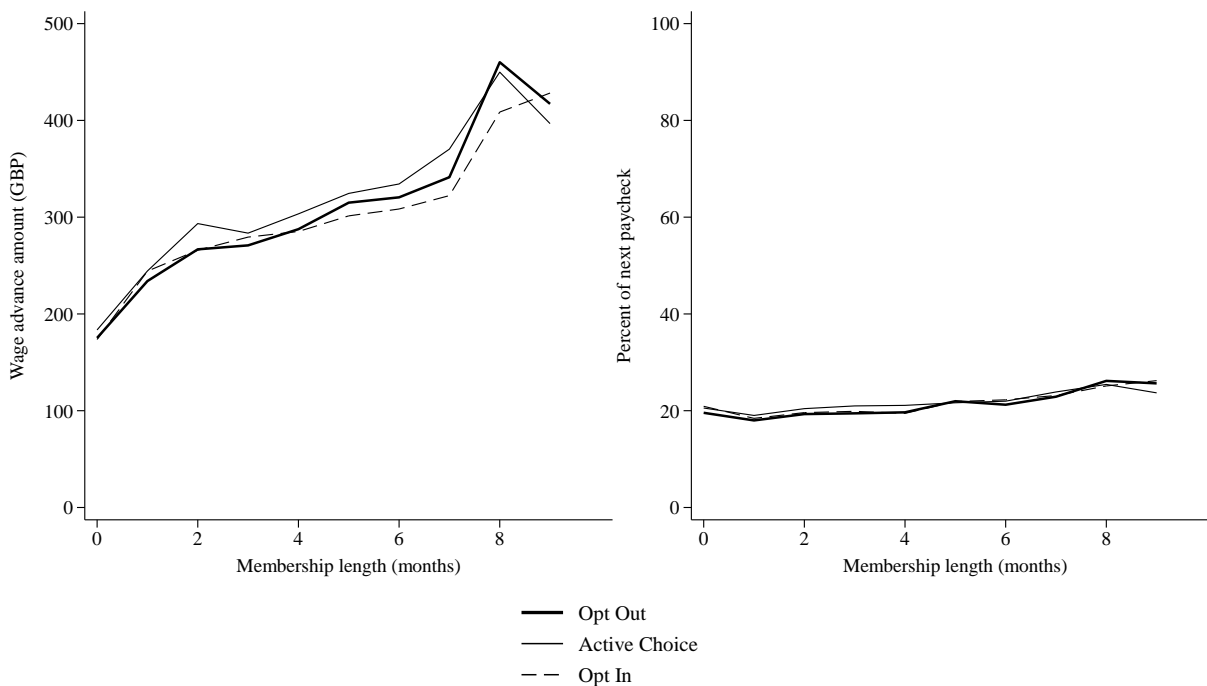 500
400
300
200
100
0
Wage advance amount (GBP)
0 2 4 6 8
Membership length (months)
100
80
60
40
20
0
Percent of next paycheck
0 2 4 6 8
Membership length (months)
Opt Out
Active Choice
Opt In